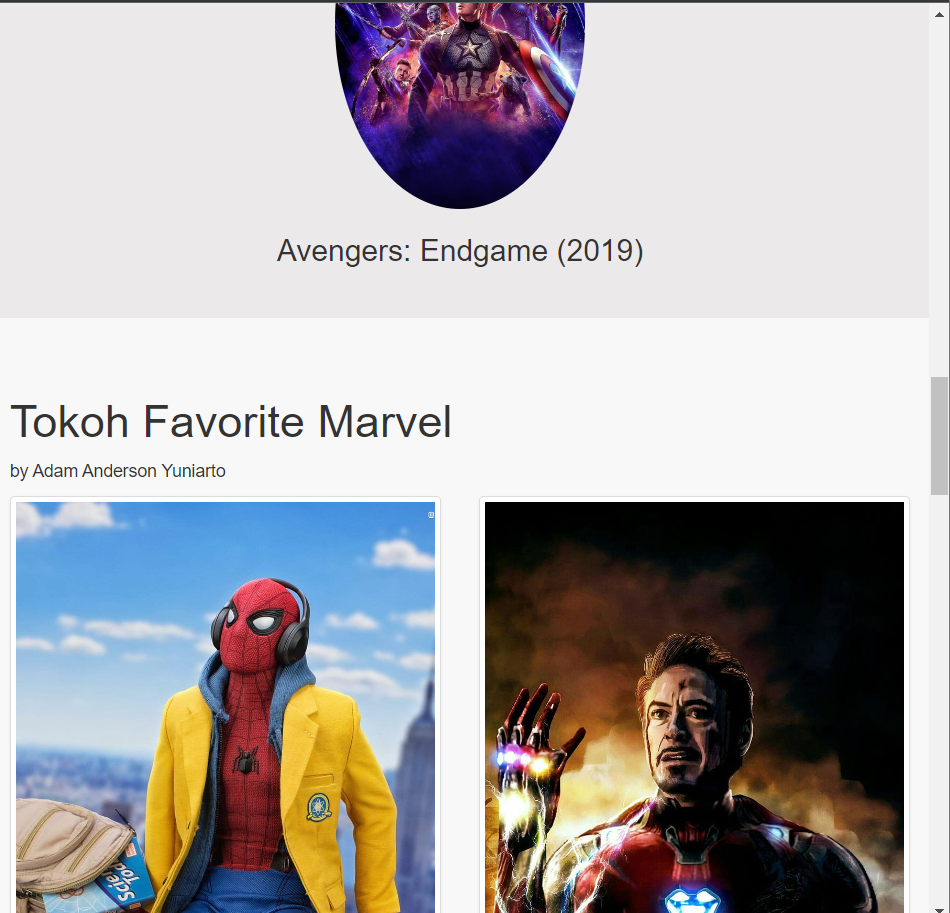 Avengers: Endgame (2019)
Tokoh Favorite Marvel
by Adam Anderson Yuniarto